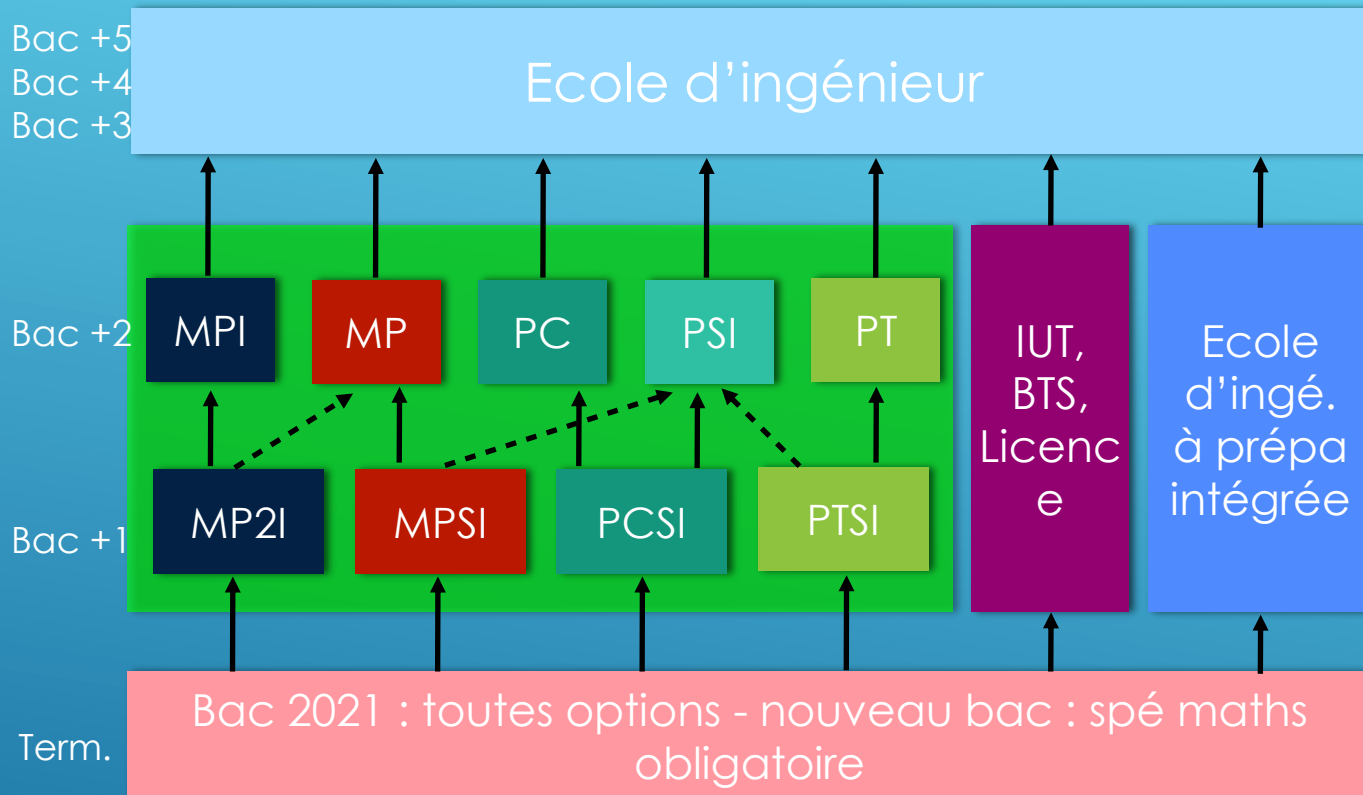 Bac +5
Bac +4
Bac +3
Ecole d’ingénieur
Bac +2
MPI
MP
PC
PSI
PT
IUT,
BTS,
Licenc
e
Ecole
d’ingé.
à prépa
intégrée
Bac +1
MP2I
MPSI
PCSI
PTSI
Term.
Bac 2021 : toutes options - nouveau bac : spé maths
obligatoire